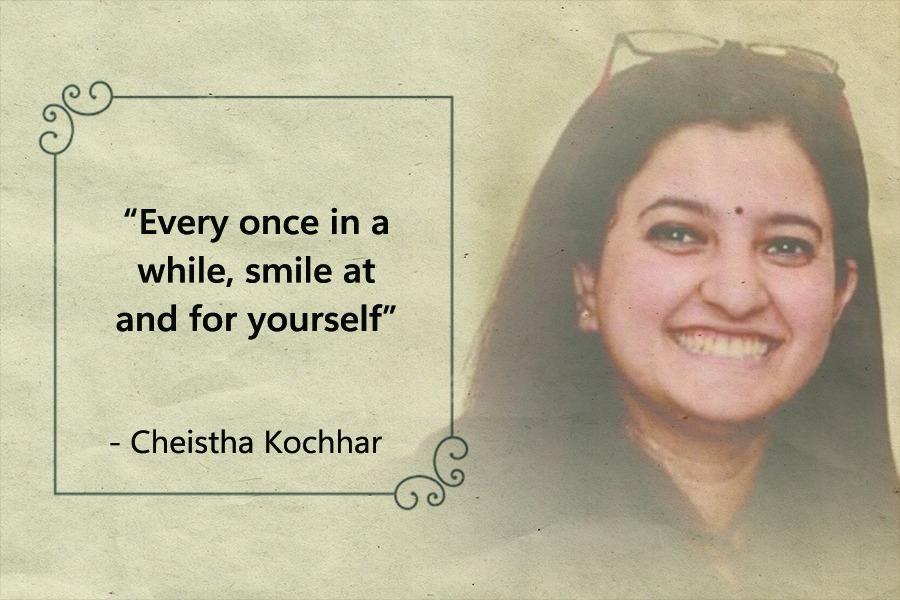 “Every once in a
while, smile at
and for yourself”
- Cheistha Kochhar